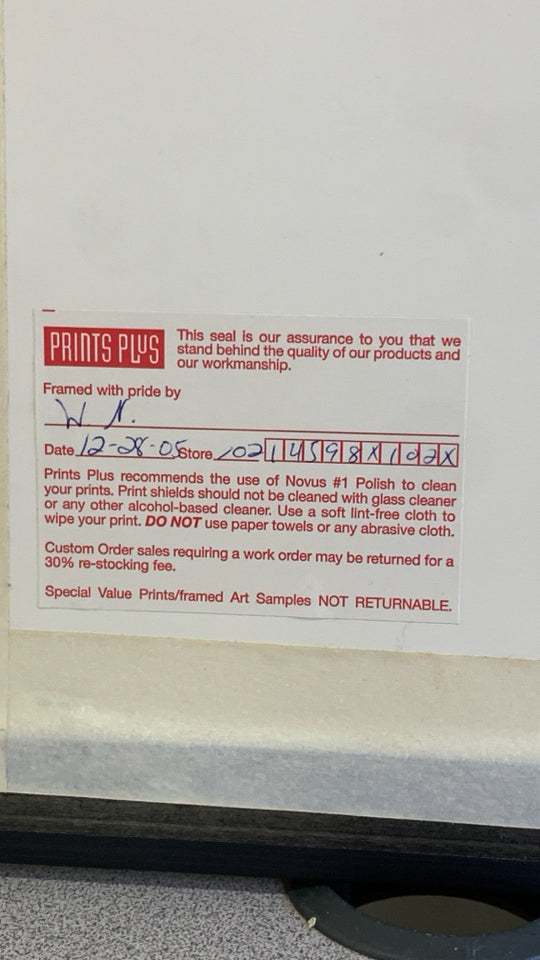 PRINTS PLUS
This seal is our assurance to you that we
stand behind the quality of our products and
our workmanship.
Framed with pride by
W N.
Date 12-28-05 Store 102 14598X102X
Prints Plus recommends the use of Novus #1 Polish to clean
your prints. Print shields should not be cleaned with glass cleaner
or any other alcohol-based cleaner. Use a soft lint-free cloth to
wipe your print. DO NOT use paper towels or any abrasive cloth.
Custom Order sales requiring a work order may be returned for a
30% re-stocking fee.
Special Value Prints/framed Art Samples NOT RETURNABLE.